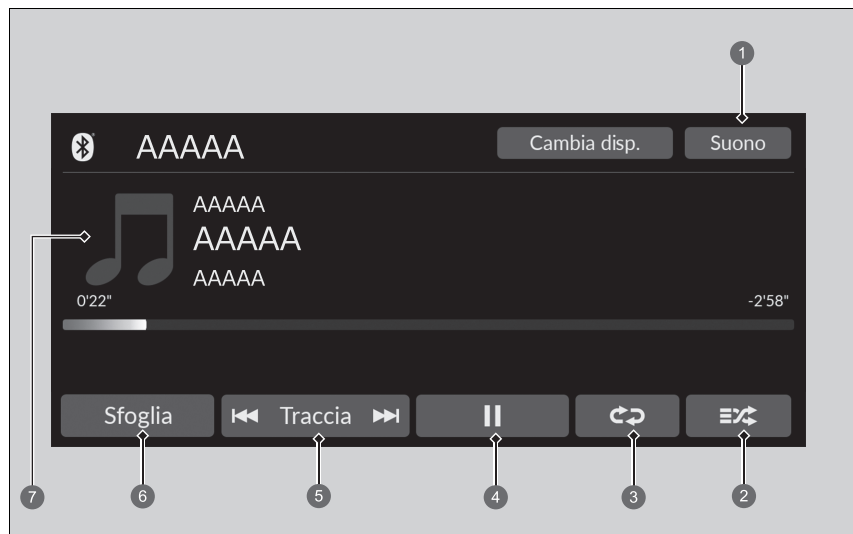 1
AAAAA
Cambia disp.
Suono
AAAAA
AAAAA
AAAAA
7
0'22"
-2'58"
Sfoglia
Traccia
6
5
4
3
2